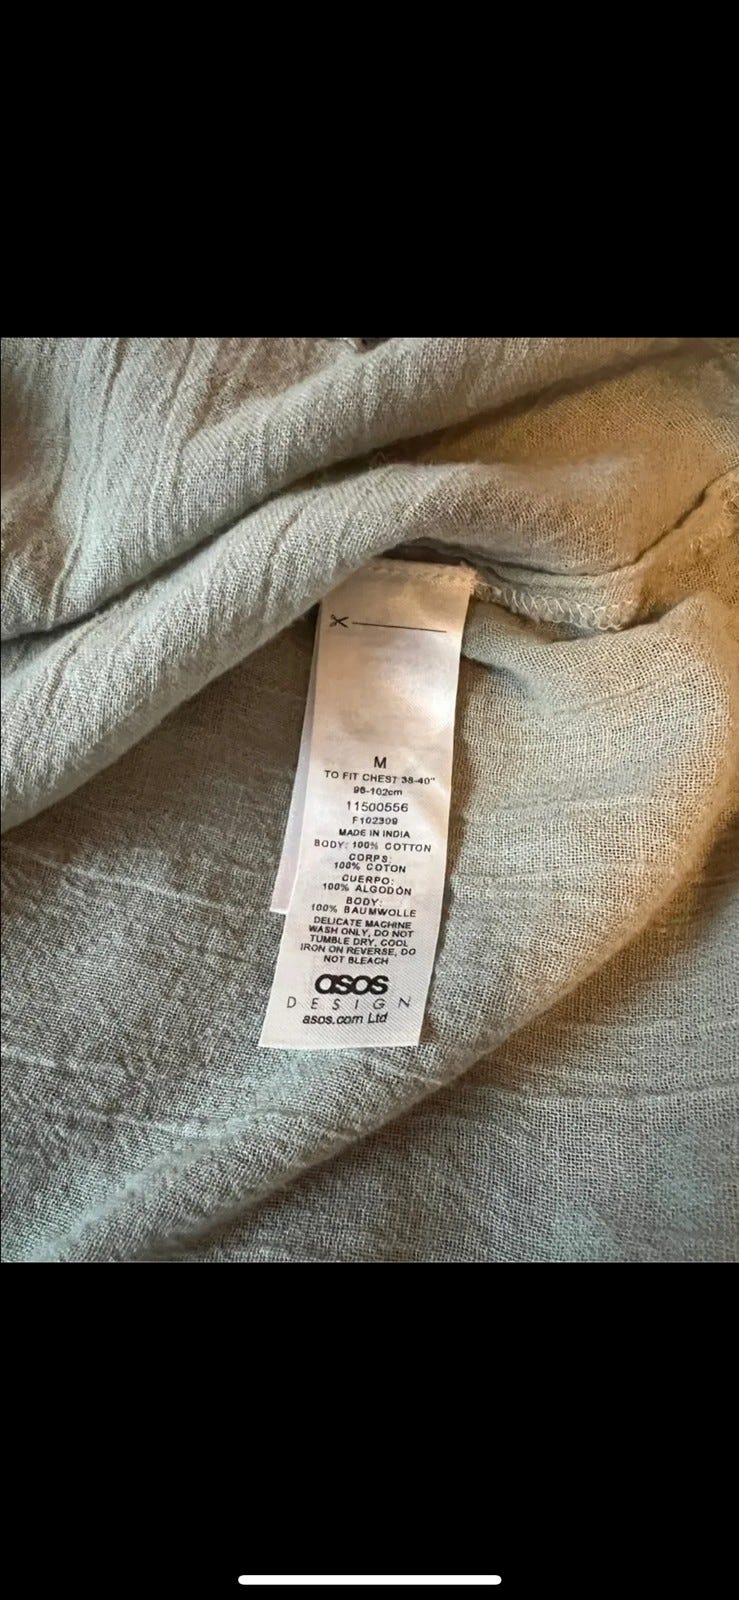 M
TO FIT CHEST 38-40"
96-102cm
11500556
F102309
MADE IN INDIA
BODY: 100% COTTON
CORPS:
100% COTON
CUERPO:
100% ALGODÓN
BODY:
100% BAUMWOLLE
DELICATE MACHINE
WASH ONLY, DO NOT
TUMBLE DRY, COOL
IRON ON REVERSE, DO
NOT BLEACH
asos
DESIGN
asos.com Ltd